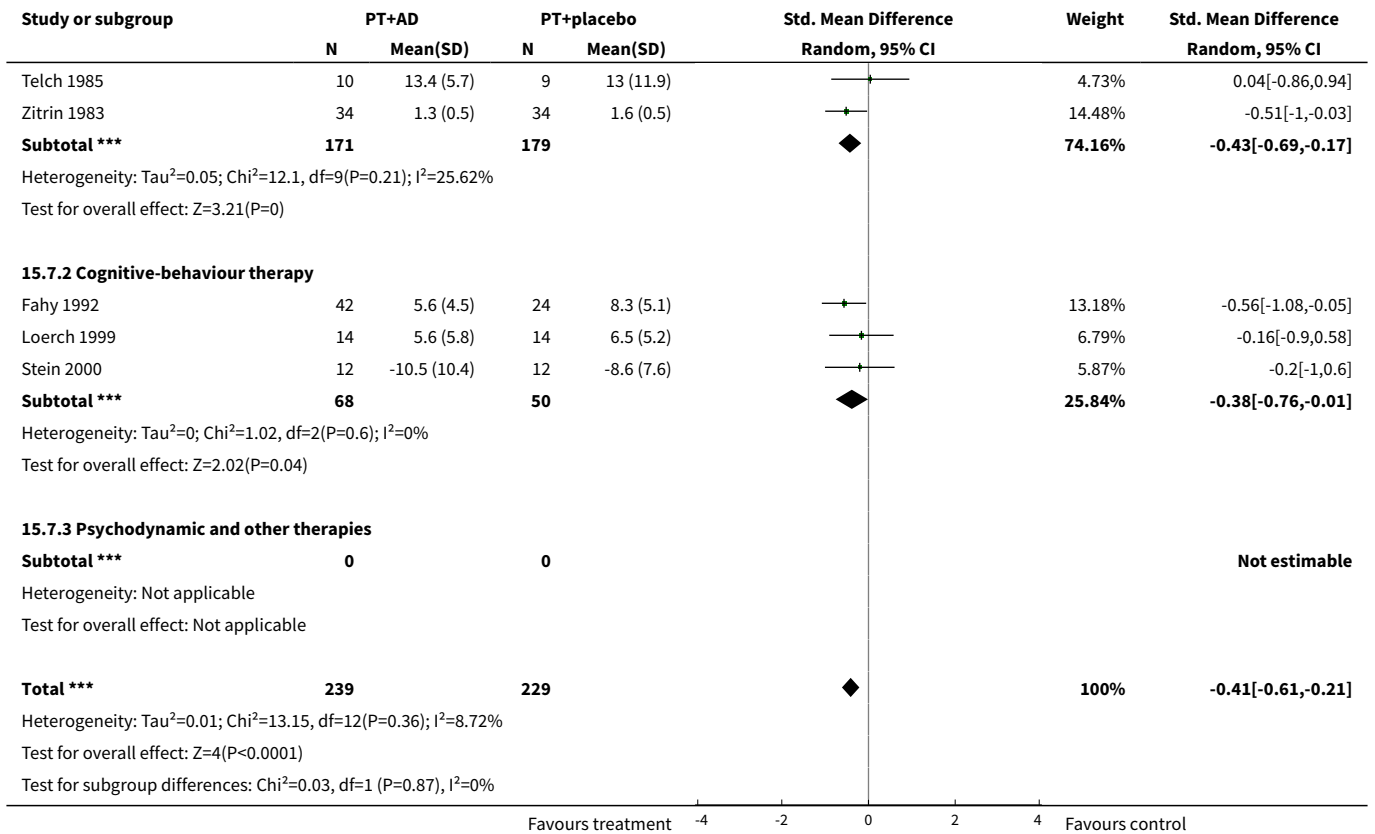 Study or subgroup PT+AD PT+placebo Std. Mean Difference Weight Std. Mean Difference
N Mean(SD) N Mean(SD) Random, 95% CI Random, 95% CI
Telch 1985 10 13.4 (5.7) 9 13 (11.9) 4.73% 0.04[-0.86,0.94]
Zitrin 1983 34 1.3 (0.5) 34 1.6 (0.5) 14.48% -0.51[-1,-0.03]
Subtotal *** 171 179 74.16% -0.43[-0.69,-0.17]
Heterogeneity: Tau²=0.05; Chi²=12.1, df=9(P=0.21); I²=25.62%
Test for overall effect: Z=3.21(P=0)
15.7.2 Cognitive-behaviour therapy
Fahy 1992 42 5.6 (4.5) 24 8.3 (5.1) 13.18% -0.56[-1.08,-0.05]
Loerch 1999 14 5.6 (5.8) 14 6.5 (5.2) 6.79% -0.16[-0.9,0.58]
Stein 2000 12 -10.5 (10.4) 12 -8.6 (7.6) 5.87% -0.2[-1,0.6]
Subtotal *** 68 50 25.84% -0.38[-0.76,-0.01]
Heterogeneity: Tau²=0; Chi²=1.02, df=2(P=0.6); I²=0%
Test for overall effect: Z=2.02(P=0.04)
15.7.3 Psychodynamic and other therapies
Subtotal *** 0 0 Not estimable
Heterogeneity: Not applicable
Test for overall effect: Not applicable
Total *** 239 229 100% -0.41[-0.61,-0.21]
Heterogeneity: Tau²=0.01; Chi²=13.15, df=12(P=0.36); I²=8.72%
Test for overall effect: Z=4(P<0.0001)
Test for subgroup differences: Chi²=0.03, df=1 (P=0.87), I²=0%
Favours treatment -4 -2 0 2 4 Favours control